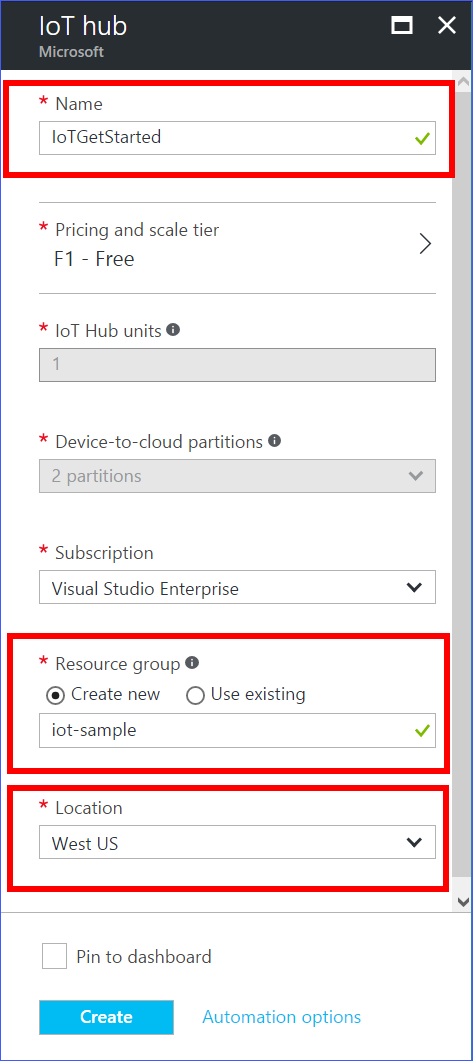 IoT hub
Microsoft
* Name
IoTGetStarted
* Pricing and scale tier
F1 - Free
* IoT Hub units
1
* Device-to-cloud partitions
2 partitions
* Subscription
Visual Studio Enterprise
* Resource group
Create new Use existing
iot-sample
* Location
West US
Pin to dashboard
Create Automation options